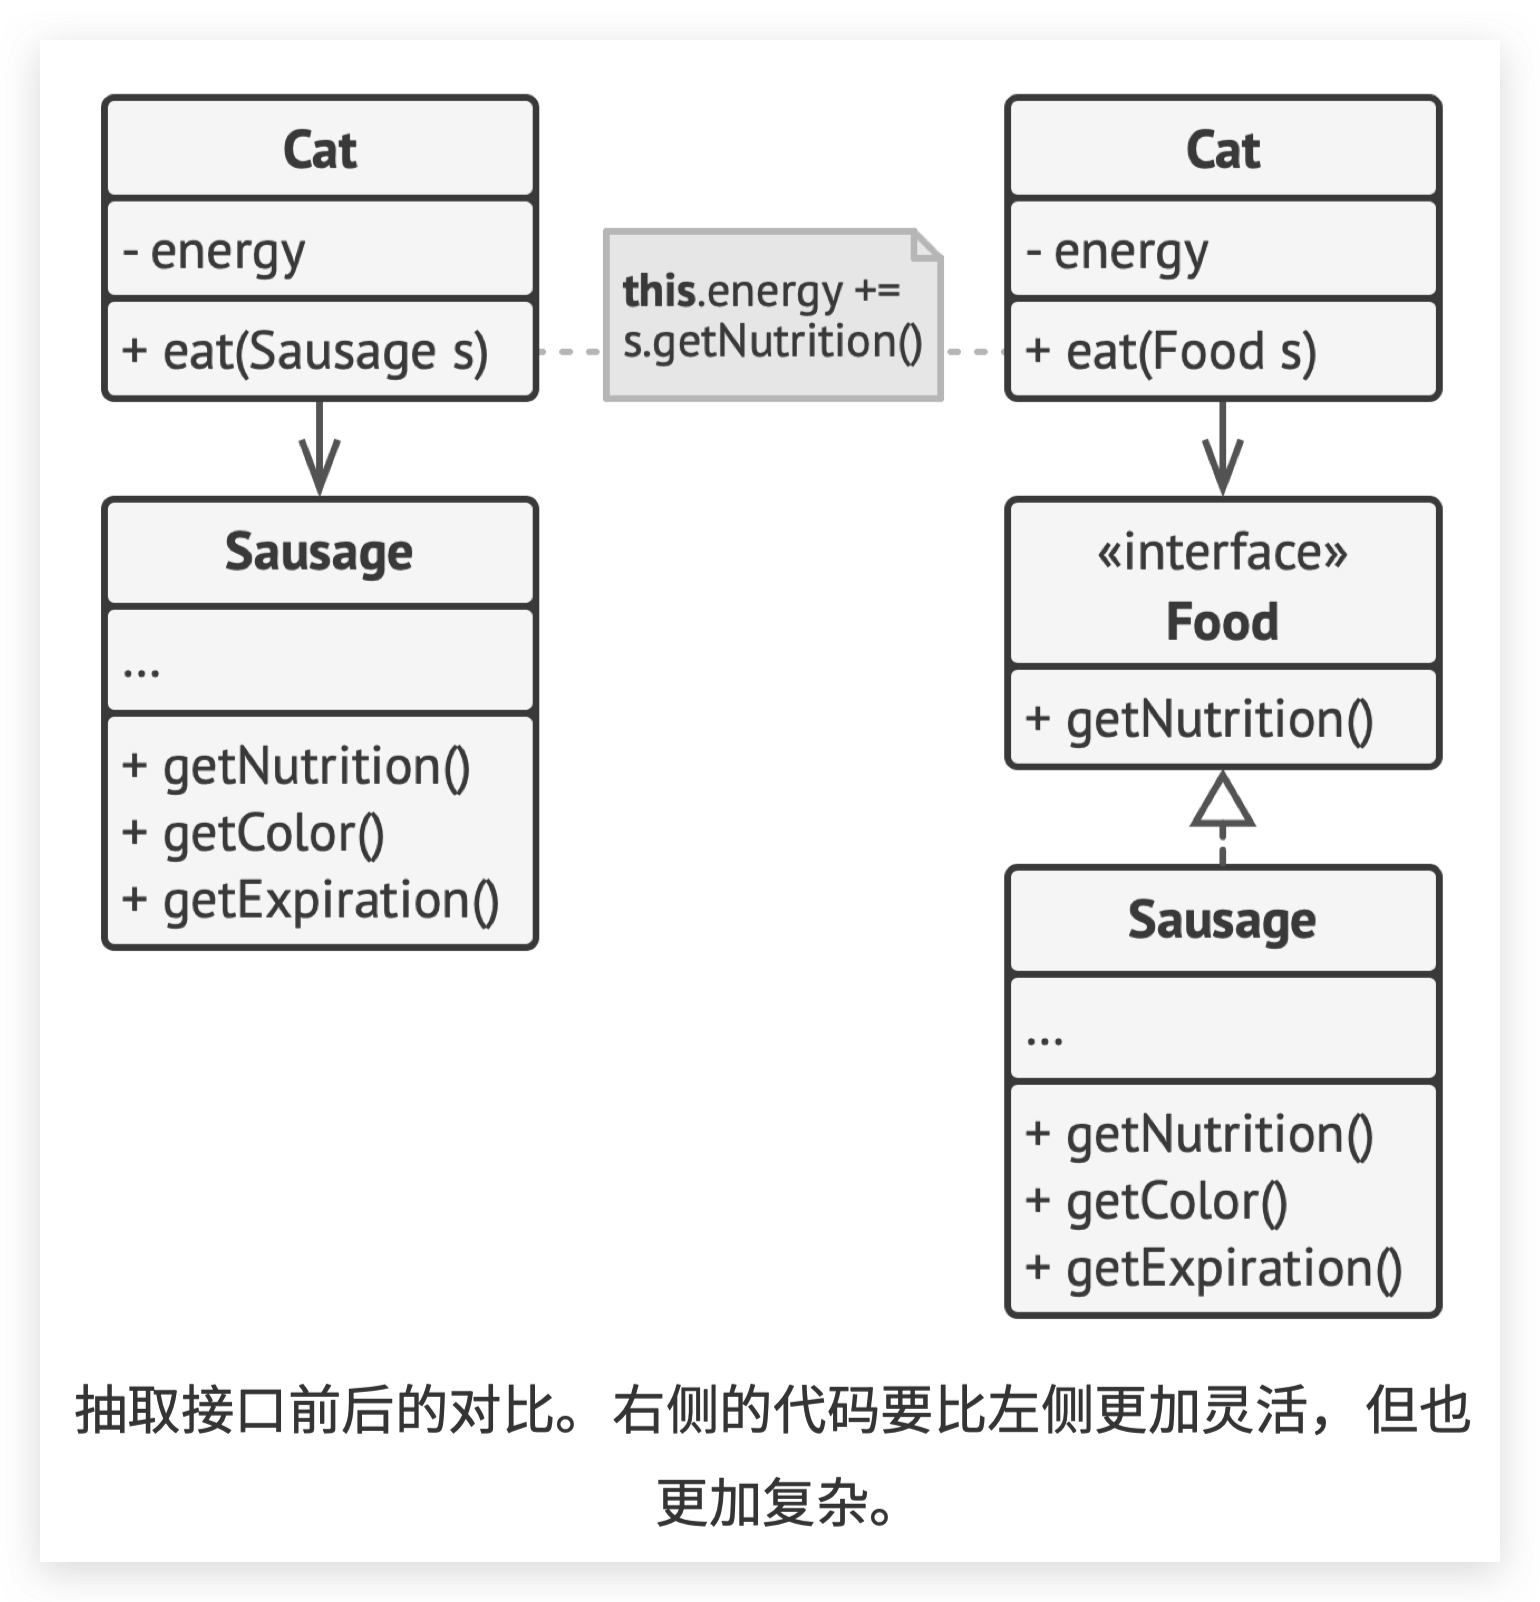 Cat
- energy
+ eat(Sausage s)
this.energy +=
s.getNutrition()
Cat
- energy
+ eat(Food s)
Sausage
...
+ getNutrition()
+ getColor()
+ getExpiration()
«interface»
Food
+ getNutrition()
Sausage
...
+ getNutrition()
+ getColor()
+ getExpiration()
抽取接口前后的对比。右侧的代码要比左侧更加灵活，但也
更加复杂。